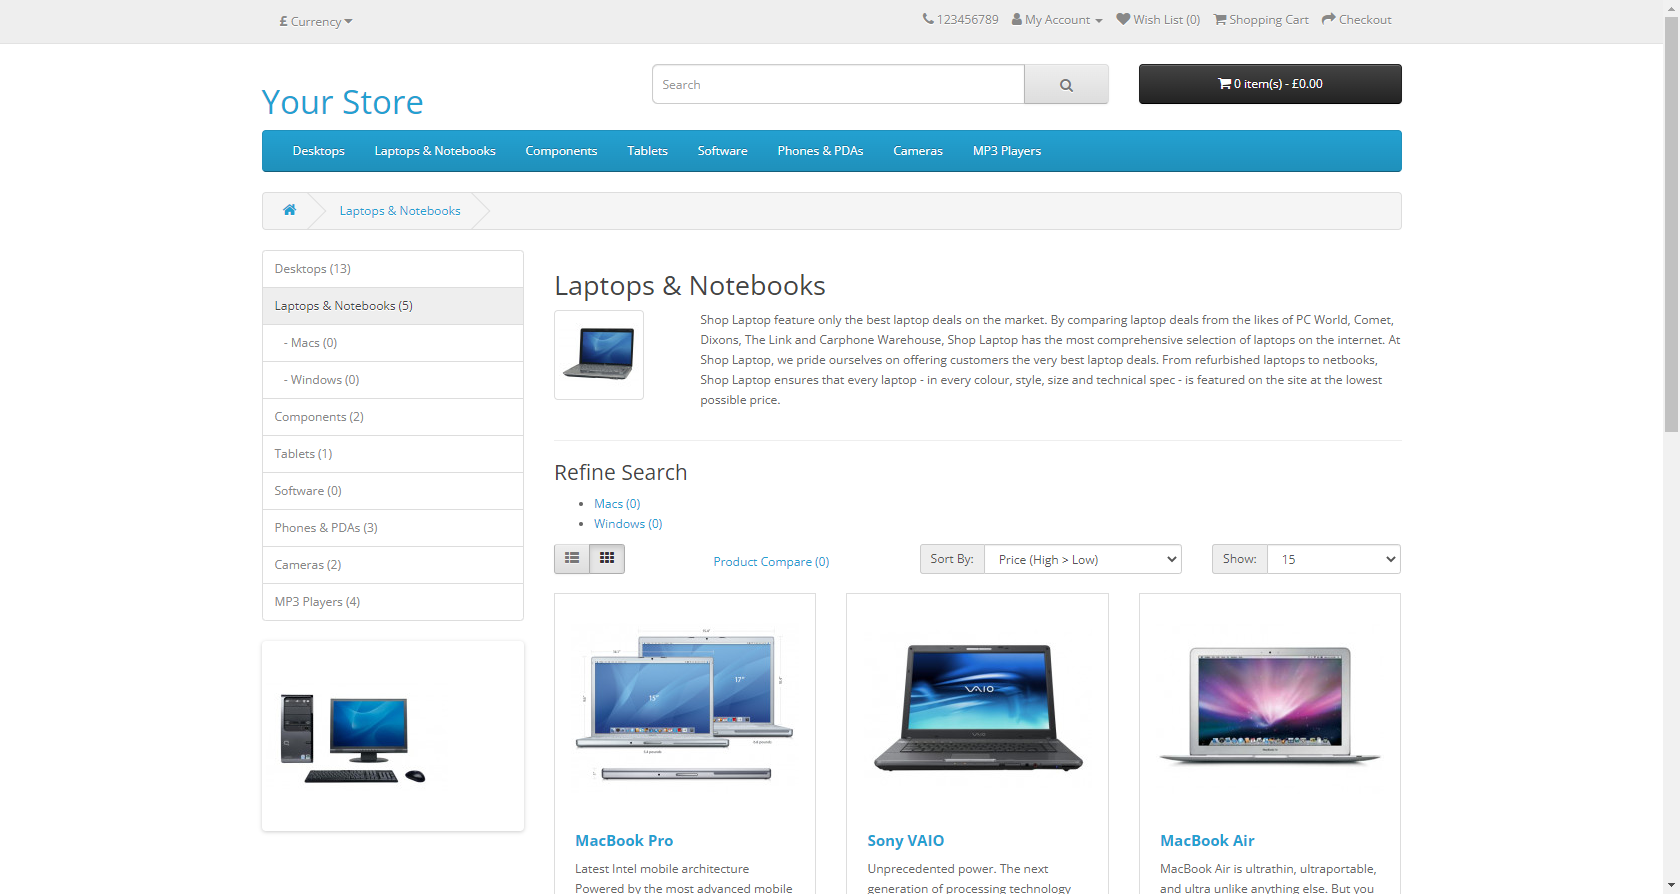 £ Currency
123456789 My Account Wish List (0) Shopping Cart Checkout
Your Store
Search
0 item(s) - £0.00
Desktops Laptops & Notebooks Components Tablets Software Phones & PDAs Cameras MP3 Players
Laptops & Notebooks
Desktops (13)
Laptops & Notebooks (5)
- Macs (0)
- Windows (0)
Components (2)
Tablets (1)
Software (0)
Phones & PDAs (3)
Cameras (2)
MP3 Players (4)
Laptops & Notebooks
Shop Laptop feature only the best laptop deals on the market. By comparing laptop deals from the likes of PC World, Comet,
Dixons, The Link and Carphone Warehouse, Shop Laptop has the most comprehensive selection of laptops on the internet. At
Shop Laptop, we pride ourselves on offering customers the very best laptop deals. From refurbished laptops to netbooks,
Shop Laptop ensures that every laptop - in every colour, style, size and technical spec - is featured on the site at the lowest
possible price.
Refine Search
Macs (0)
Windows (0)
Product Compare (0)
Sort By: Price (High > Low)
Show: 15
15"
17"
VAIO
MacBook Pro
Latest Intel mobile architecture
Powered by the most advanced mobile
Sony VAIO
Unprecedented power. The next
generation of processing technology
MacBook Air
MacBook Air is ultrathin, ultraportable,
and ultra unlike anything else. But you